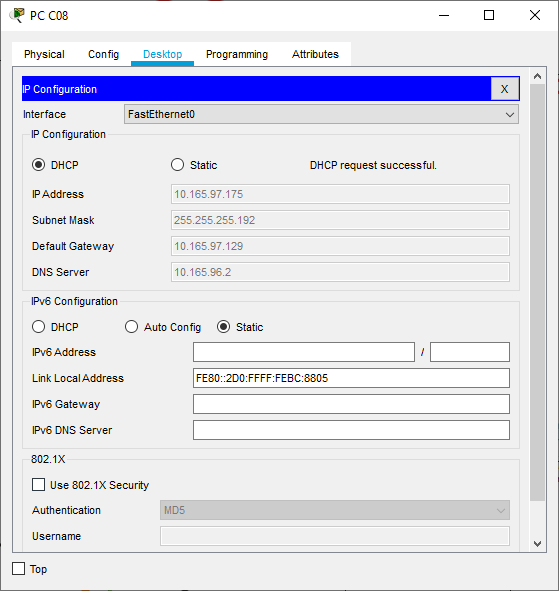 PC C08
Physical Config Desktop Programming Attributes
IP Configuration X
Interface FastEthernet0
IP Configuration
DHCP Static DHCP request successful.
IP Address 10.165.97.175
Subnet Mask 255.255.255.192
Default Gateway 10.165.97.129
DNS Server 10.165.96.2
IPv6 Configuration
DHCP Auto Config Static
IPv6 Address /
Link Local Address FE80::2D0:FFFF:FEBC:8805
IPv6 Gateway
IPv6 DNS Server
802.1X
Use 802.1X Security
Authentication MD5
Username
Top